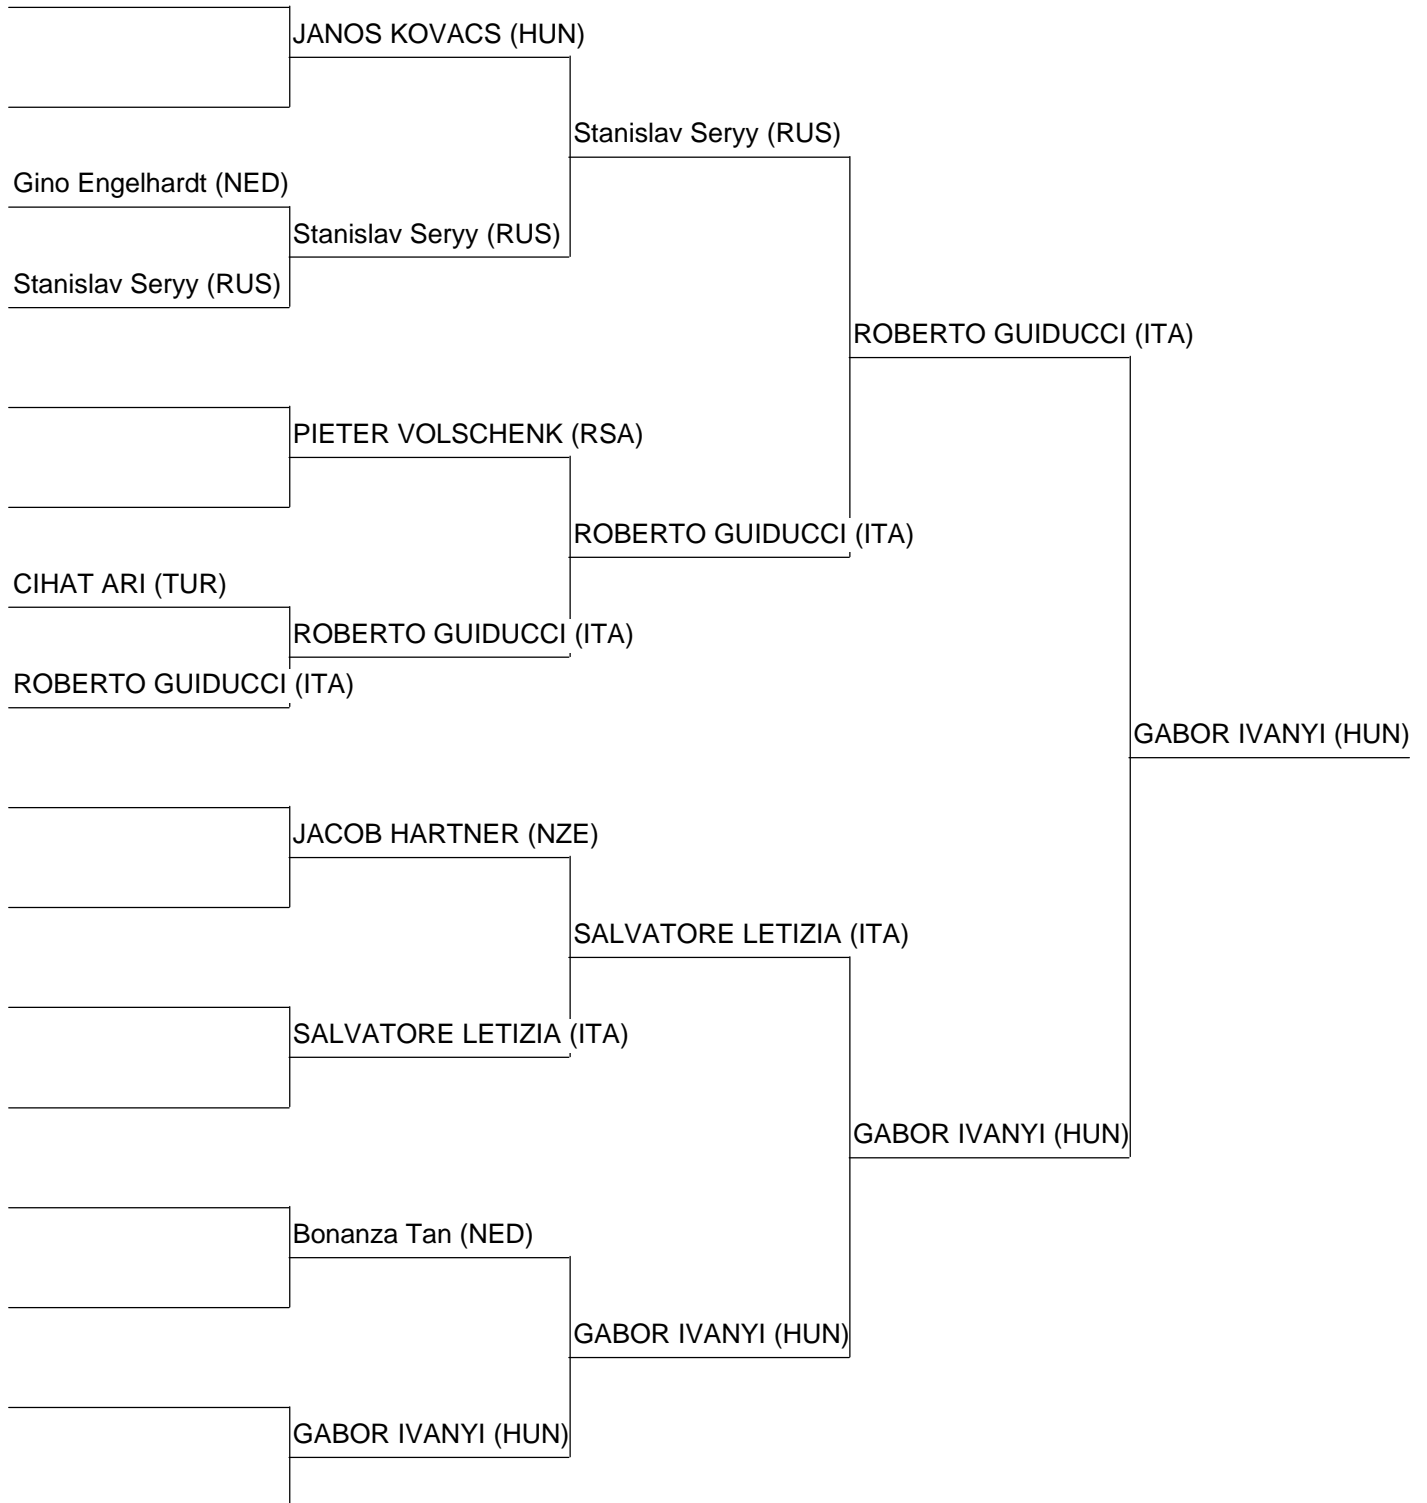 JANOS KOVACS (HUN)
Stanislav Seryy (RUS)
Gino Engelhardt (NED)
Stanislav Seryy (RUS)
Stanislav Seryy (RUS)
ROBERTO GUIDUCCI (ITA)
PIETER VOLSCHENK (RSA)
ROBERTO GUIDUCCI (ITA)
CIHAT ARI (TUR)
ROBERTO GUIDUCCI (ITA)
ROBERTO GUIDUCCI (ITA)
GABOR IVANYI (HUN)
JACOB HARTNER (NZE)
SALVATORE LETIZIA (ITA)
SALVATORE LETIZIA (ITA)
GABOR IVANYI (HUN)
Bonanza Tan (NED)
GABOR IVANYI (HUN)
GABOR IVANYI (HUN)